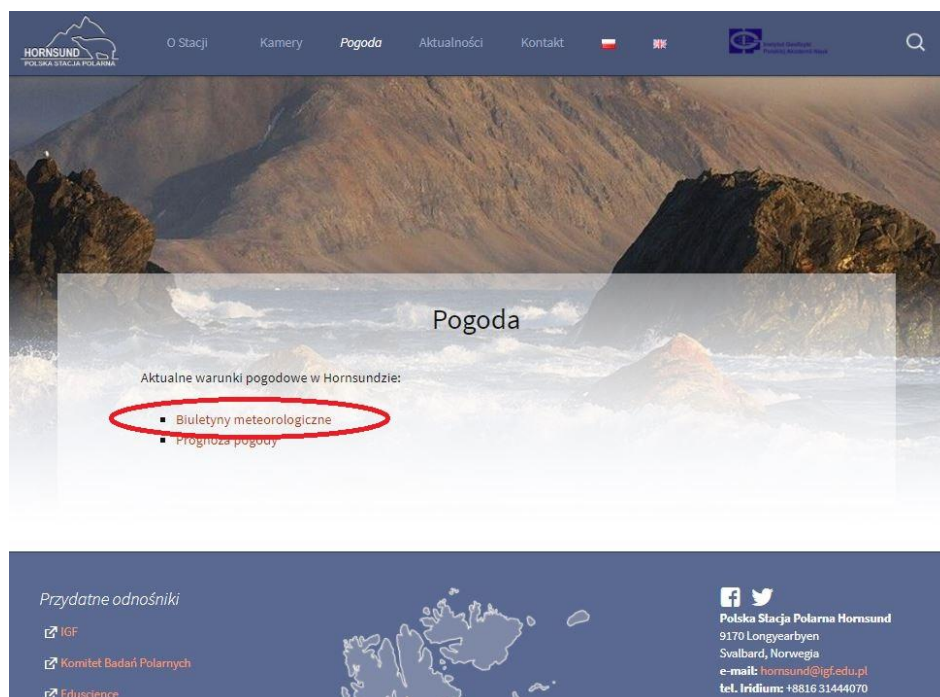 HORNSUND
POLSKA STACJA POLARNA
O Stacji
Kamery
Pogoda
Aktualności
Kontakt
Pogoda
Aktualne warunki pogodowe w Hornsundzie:
Biuletyny meteorologiczne
Prognoza pogody
Przydatne odnośniki
IGF
Komitet Badań Polarnych
Eduscience
Polska Stacja Polarna Hornsund
9170 Longyearbyen
Svalbard, Norwegia
e-mail: hornsund@igf.edu.pl
tel. Iridium: +8816 31444070